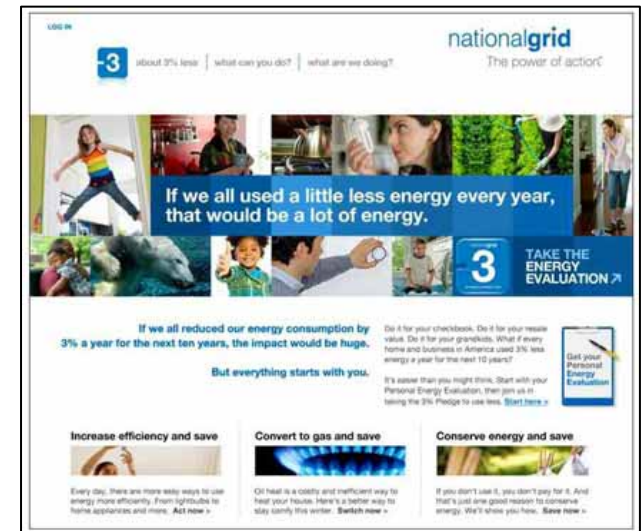 LOG IN
-3
about 3% less | what can you do? | what are we doing?
nationalgrid
The power of action.
If we all used a little less energy every year,
that would be a lot of energy.
3
TAKE THE
ENERGY
EVALUATION
If we all reduced our energy consumption by
3% a year for the next ten years, the impact would be huge.
But everything starts with you.
Do it for your checkbook. Do it for your resale
value. Do it for your grandkids. What if every
home and business in America used 3% less
energy a year for the next 10 years?
It's easier than you might think. Start with your
Personal Energy Evaluation, then join us in
taking the 3% Pledge to use less. Start here »
Get your
Personal
Energy
Evaluation
Increase efficiency and save
Every day, there are more easy ways to use
energy more efficiently. From lightbulbs to
home appliances and more. Act now »
Convert to gas and save
Oil heat is a costly and inefficient way to
heat your house. Here's a better way to
stay comfy this winter. Switch now »
Conserve energy and save
If you don't use it, you don't pay for it. And
that's just one good reason to conserve
energy. We'll show you how. Save now »